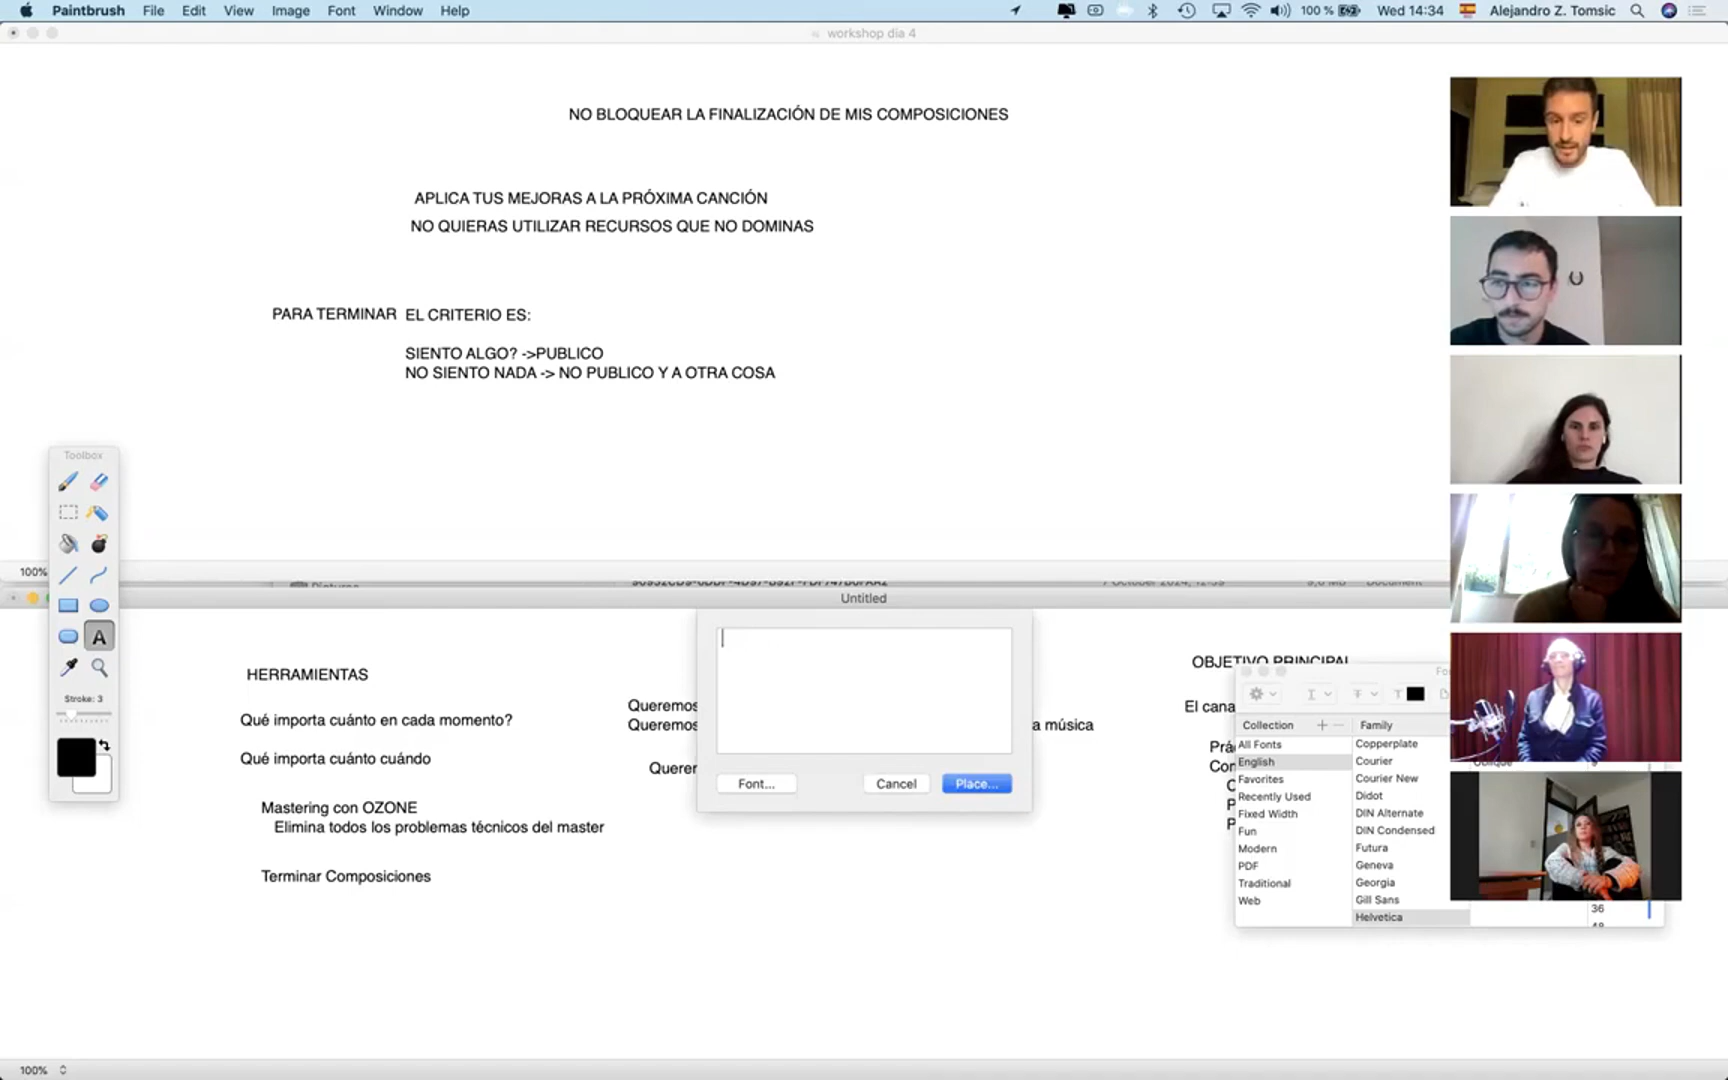 Paintbrush File Edit View Image Font Window Help 100 % Wed 14:34 Alejandro Z. Tomsic
workshop dia 4
NO BLOQUEAR LA FINALIZACIÓN DE MIS COMPOSICIONES
APLICA TUS MEJORAS A LA PRÓXIMA CANCIÓN
NO QUIERAS UTILIZAR RECURSOS QUE NO DOMINAS
PARA TERMINAR EL CRITERIO ES:
SIENTO ALGO? ->PUBLICO
NO SIENTO NADA -> NO PUBLICO Y A OTRA COSA
Toolbox
Stroke: 3
100%
Untitled
HERRAMIENTAS
Qué importa cuánto en cada momento?
Qué importa cuánto cuándo
Mastering con OZONE
Elimina todos los problemas técnicos del master
Terminar Composiciones
Queremos
Queremos
a música
Font... Cancel Place...
OBJETIVO PRINCIPAL
El cana
Collection Family
All Fonts
English
Favorites
Recently Used
Fixed Width
Fun
Modern
PDF
Traditional
Web
Copperplate
Courier
Courier New
Didot
DIN Alternate
DIN Condensed
Futura
Geneva
Georgia
Gill Sans
Helvetica
36
100%